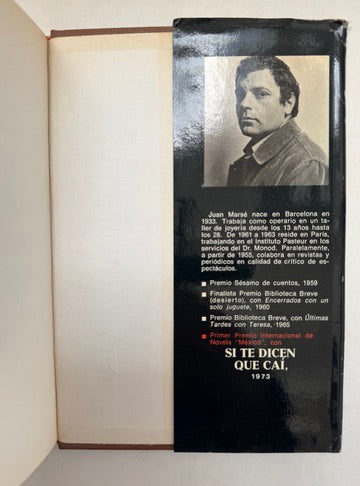 Juan Marsé nace en Barcelona en
1933. Trabaja como operario en un ta-
ller de joyería desde los 13 años hasta
los 28. De 1961 a 1963 reside en París,
trabajando en el Instituto Pasteur en los
servicios del Dr. Monod, Paralelamente,
a partir de 1955, colabora en revistas y
periódicos en calidad de crítico de es-
pectáculos.
Premio Sésamo de cuentos, 1959
Finalista Premio Biblioteca Breve
(desierto), con Encerrados con un
solo juguete, 1960
Premio Biblioteca Breve, con Últimas
Tardes con Teresa, 1965
Primer Premio Internacional de
Novela "México", con
SI TE DICEN
QUE CAÍ,
1973